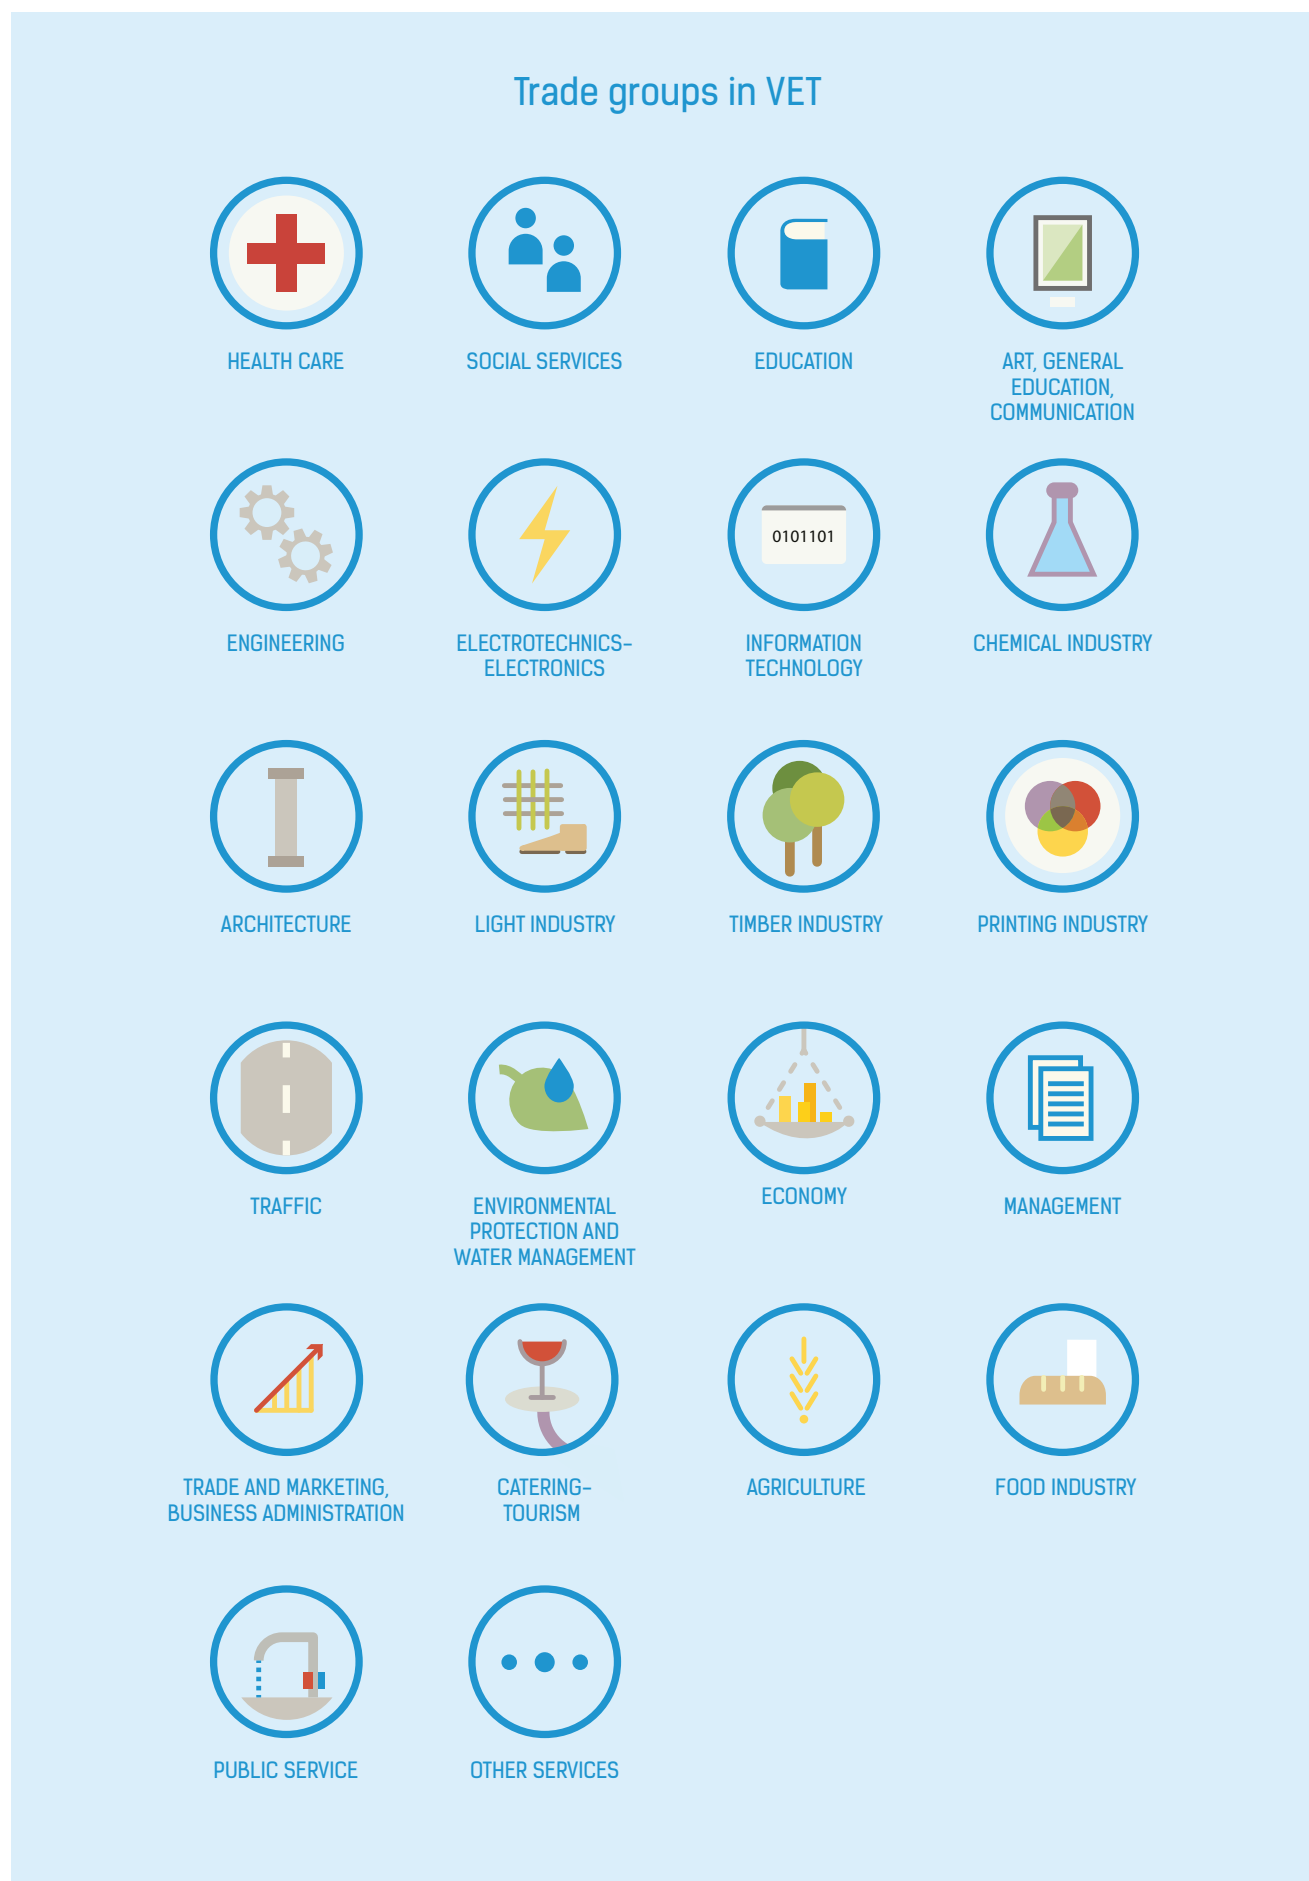 Trade groups in VET
HEALTH CARE
SOCIAL SERVICES
EDUCATION
ART, GENERAL
EDUCATION,
COMMUNICATION
ENGINEERING
ELECTROTECHNICS–
ELECTRONICS
0101101
INFORMATION
TECHNOLOGY
CHEMICAL INDUSTRY
ARCHITECTURE
LIGHT INDUSTRY
TIMBER INDUSTRY
PRINTING INDUSTRY
TRAFFIC
ENVIRONMENTAL
PROTECTION AND
WATER MANAGEMENT
ECONOMY
MANAGEMENT
TRADE AND MARKETING,
BUSINESS ADMINISTRATION
CATERING–
TOURISM
AGRICULTURE
FOOD INDUSTRY
PUBLIC SERVICE
OTHER SERVICES